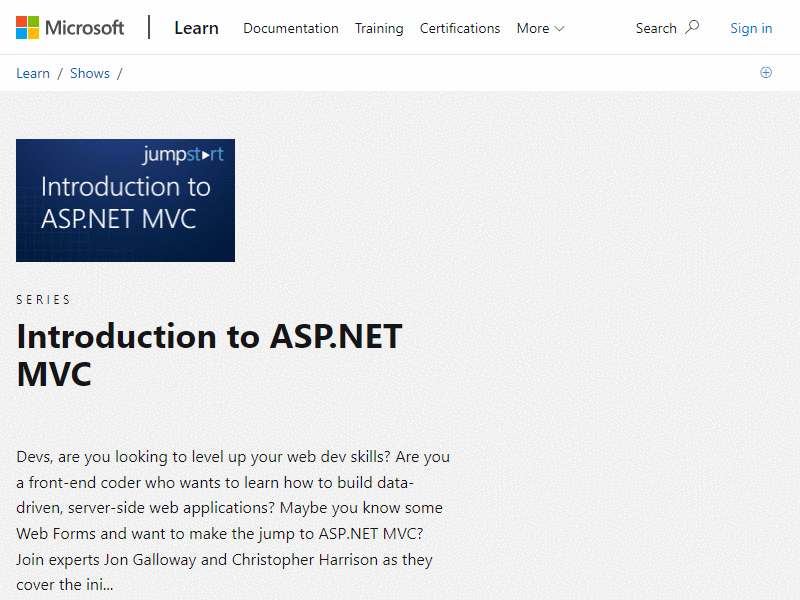 Microsoft Learn Documentation Training Certifications More Search Sign in
Learn / Shows /
jumpstart
Introduction to
ASP.NET MVC
SERIES
Introduction to ASP.NET
MVC
Devs, are you looking to level up your web dev skills? Are you
a front-end coder who wants to learn how to build data-
driven, server-side web applications? Maybe you know some
Web Forms and want to make the jump to ASP.NET MVC?
Join experts Jon Galloway and Christopher Harrison as they
cover the ini...